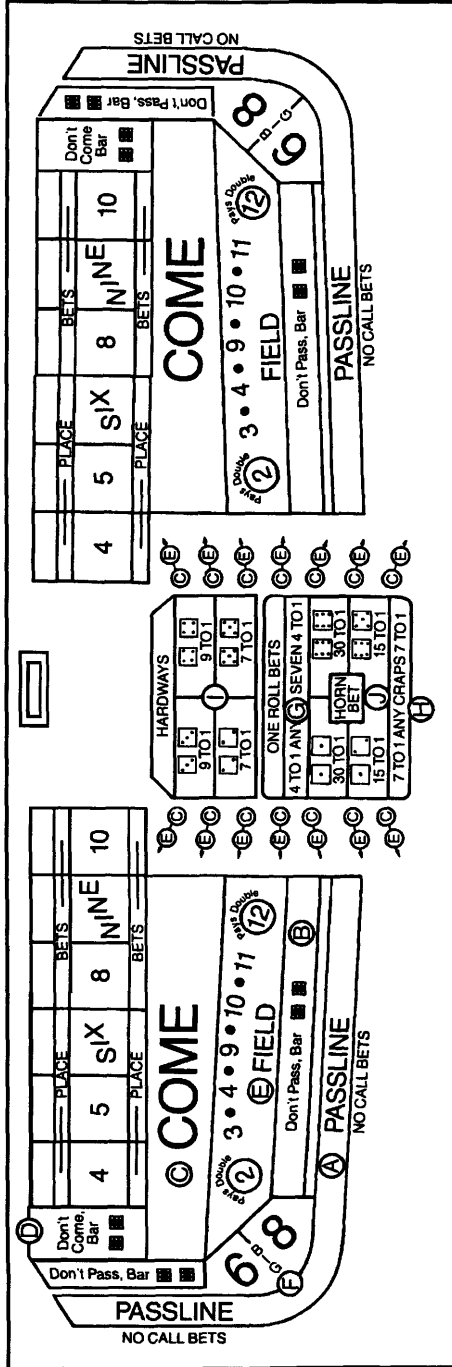 PASSLINE
NO CALL BETS
Don't Pass, Bar
D
Don't
Come,
Bar
PLACE BETS
4 5 SIX 8 NINE 10
PLACE BETS
C COME
Pays Double
2 3 • 4 • 9 • 10 • 11 12
Pays Double
E FIELD
Don't Pass, Bar B
6 8
BIG
F
A PASSLINE
NO CALL BETS
E C
E C
E C
E C
E C
E C
E C
HARDWAYS
9 TO 1 9 TO 1
I
7 TO 1 7 TO 1
ONE ROLL BETS
4 TO 1 ANY G SEVEN 4 TO 1
30 TO 1 30 TO 1
HORN
BET
J
15 TO 1 15 TO 1
7 TO 1 ANY CRAPS 7 TO 1
H
C E
C E
C E
C E
C E
C E
C E
PLACE BETS
4 5 SIX 8 NINE 10
PLACE BETS
Don't
Come
Bar
COME
Pays Double
2 3 • 4 • 9 • 10 • 11 12
Pays Double
FIELD
Don't Pass, Bar
6 8
BIG
PASSLINE
NO CALL BETS
Don't Pass, Bar
PASSLINE
NO CALL BETS